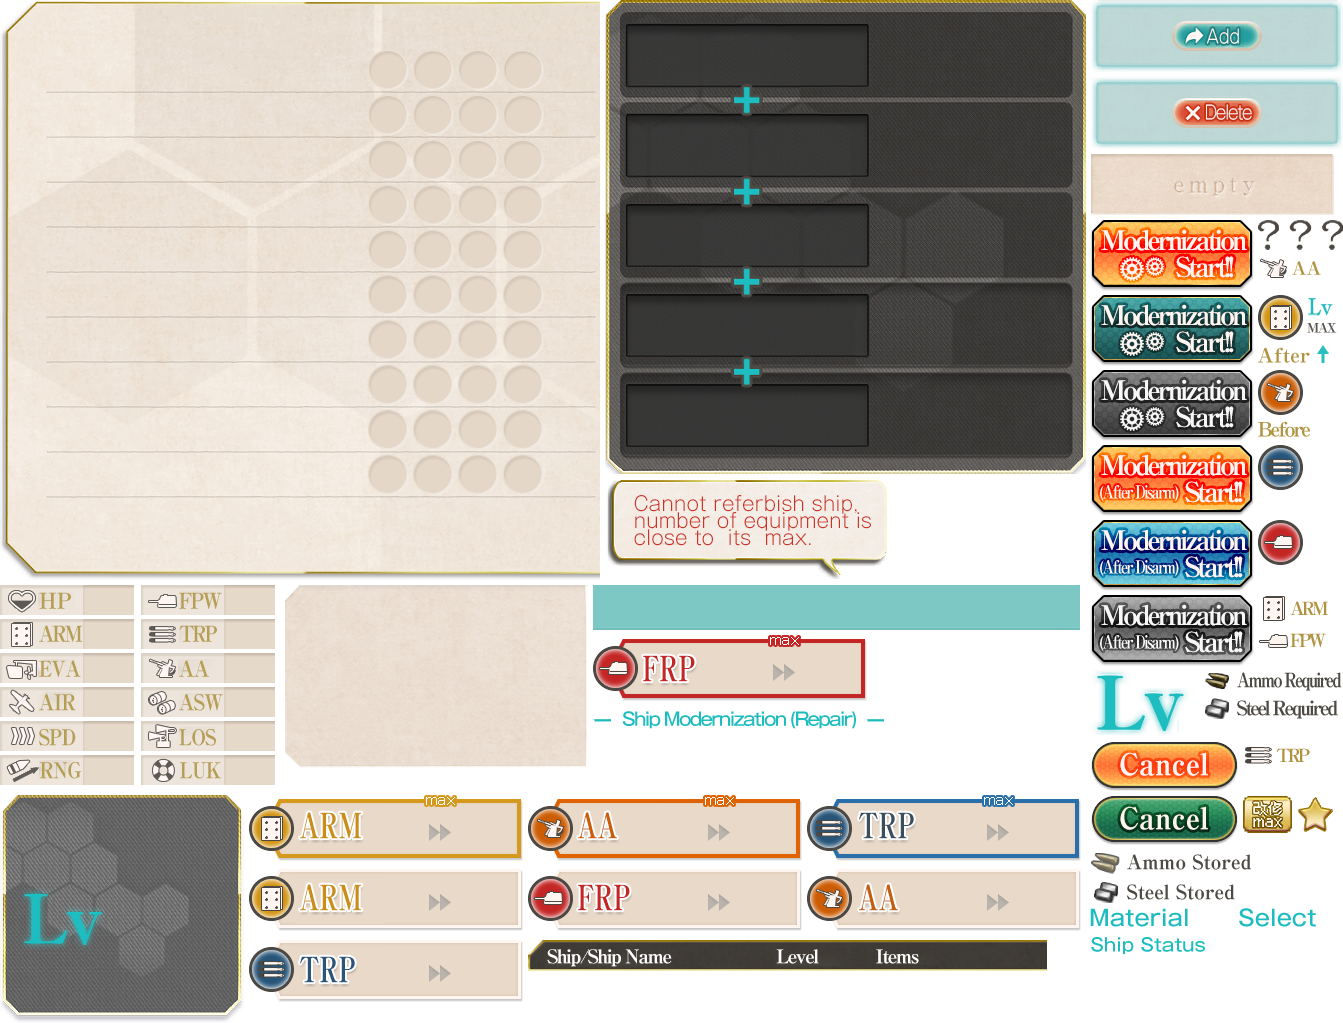 Add
Delete
empty
Modernization
Start!!
? ? ?
AA
Modernization
Start!!
Lv
MAX
After
Modernization
Start!!
Before
Modernization
(After Disarm) Start!!
Modernization
(After Disarm) Start!!
Modernization
(After Disarm) Start!!
ARM
FPW
Cannot referbish ship,
number of equipment is
close to its max.
HP
FPW
ARM
TRP
EVA
AA
AIR
ASW
SPD
LOS
RNG
LUK
max
FRP
— Ship Modernization (Repair) —
Lv
Ammo Required
Steel Required
Cancel
TRP
Cancel
改修
max
Ammo Stored
Steel Stored
Material
Select
Ship Status
Lv
max
ARM
max
AA
max
TRP
ARM
FRP
AA
TRP
Ship/Ship Name Level Items